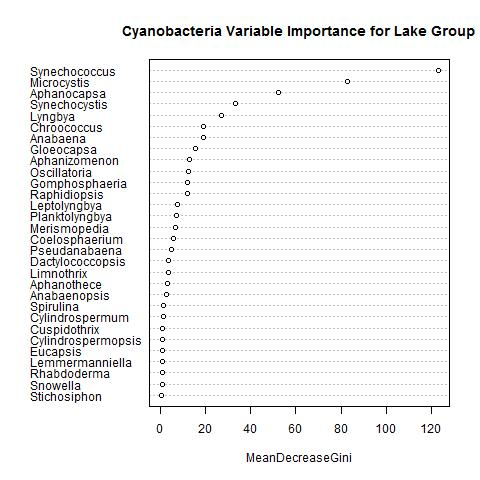 Cyanobacteria Variable Importance for Lake Group
Synechococcus
Microcystis
Aphanocapsa
Synechocystis
Lyngbya
Chroococcus
Anabaena
Gloeocapsa
Aphanizomenon
Oscillatoria
Gomphosphaeria
Raphidiopsis
Leptolyngbya
Planktolyngbya
Merismopedia
Coelosphaerium
Pseudanabaena
Dactylococcopsis
Limnothrix
Aphanothece
Anabaenopsis
Spirulina
Cylindrospermum
Cuspidothrix
Cylindrospermopsis
Eucapsis
Lemmermanniella
Rhabdoderma
Snowella
Stichosiphon
0 20 40 60 80 100 120
MeanDecreaseGini